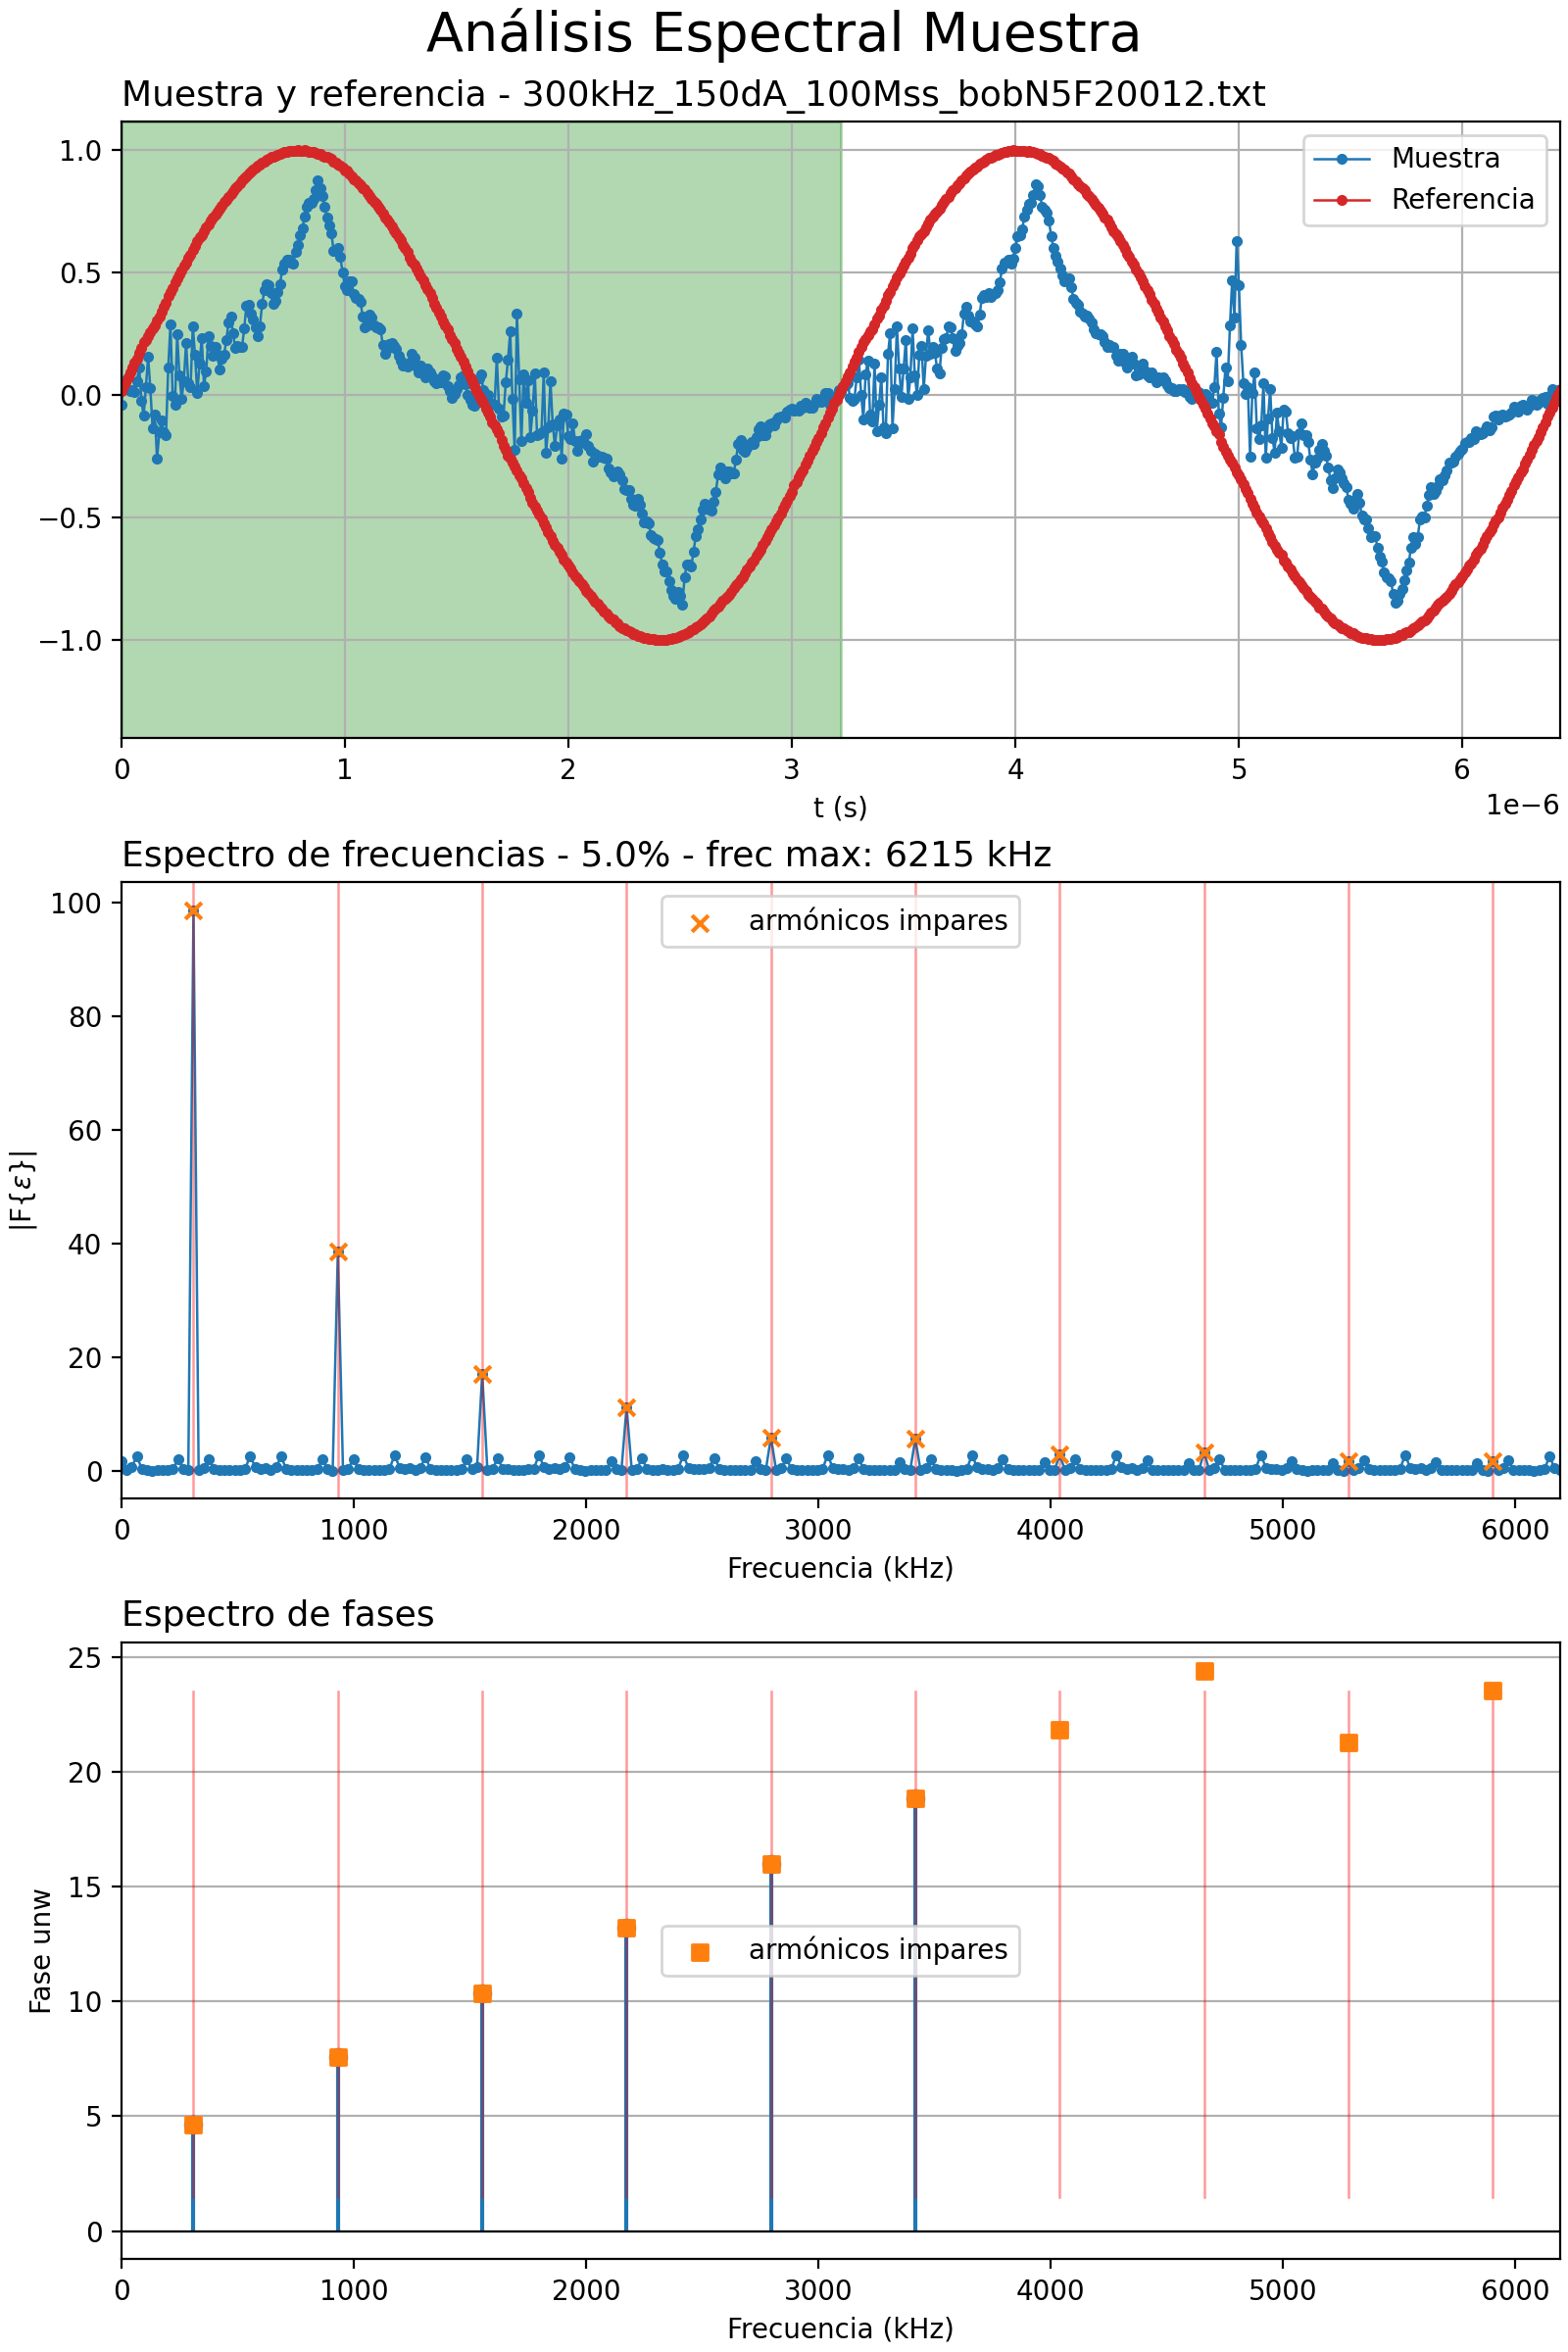 Análisis Espectral Muestra
Muestra y referencia - 300kHz_150dA_100Mss_bobN5F20012.txt
1.0
0.5
0.0
−0.5
−1.0
Muestra
Referencia
0 1 2 3 4 5 6
1e−6
t (s)
Espectro de frecuencias - 5.0% - frec max: 6215 kHz
100
80
60
40
20
0
|F{ε}|
armónicos impares
0 1000 2000 3000 4000 5000 6000
Frecuencia (kHz)
Espectro de fases
25
20
15
10
5
0
Fase unw
armónicos impares
0 1000 2000 3000 4000 5000 6000
Frecuencia (kHz)